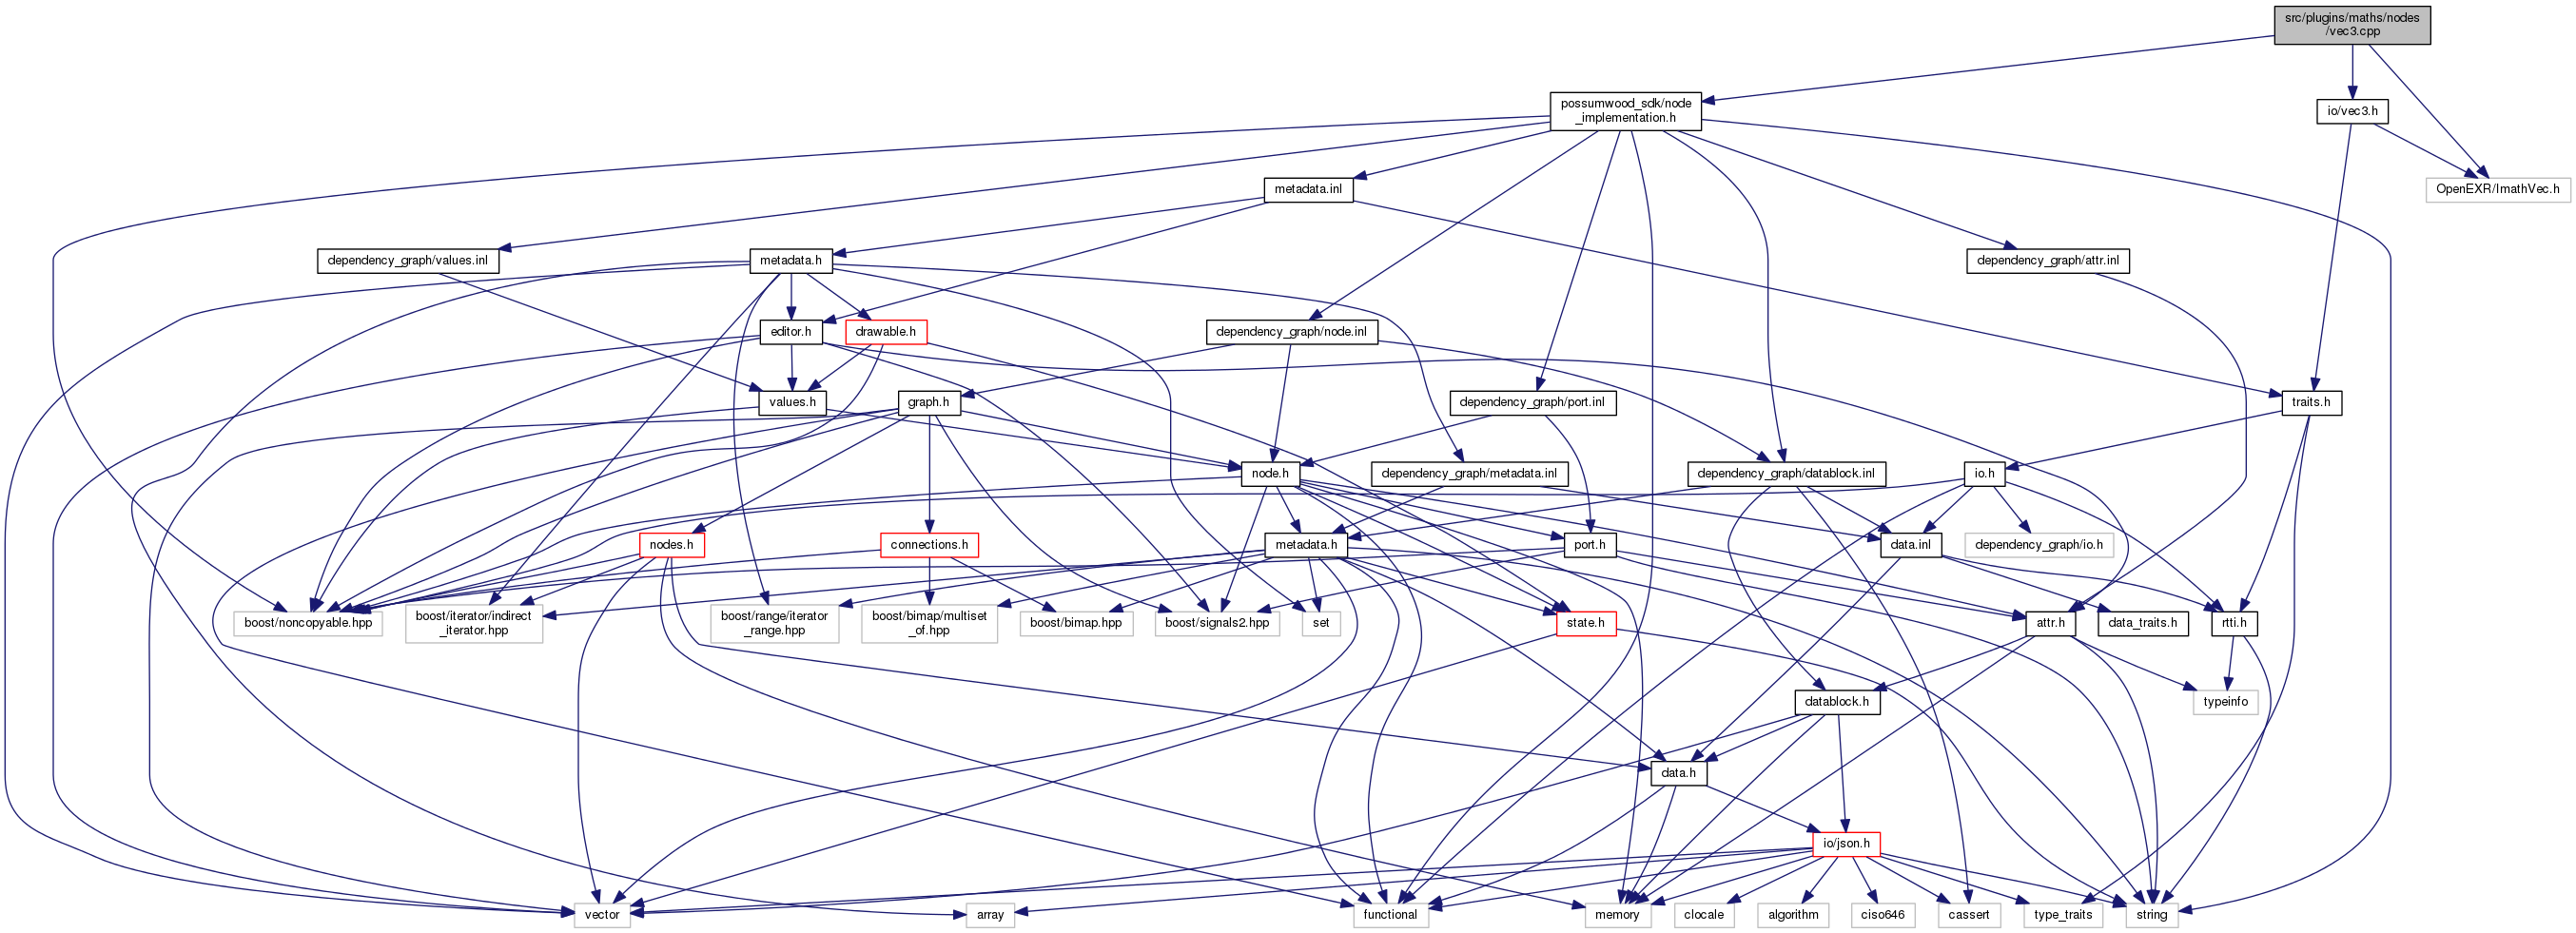 src/plugins/maths/nodes
/vec3.cpp
possumwood_sdk/node
_implementation.h
io/vec3.h
metadata.inl
OpenEXR/ImathVec.h
dependency_graph/values.inl
metadata.h
dependency_graph/attr.inl
editor.h
drawable.h
dependency_graph/node.inl
values.h
graph.h
dependency_graph/port.inl
traits.h
node.h
dependency_graph/metadata.inl
dependency_graph/datablock.inl
io.h
nodes.h
connections.h
metadata.h
port.h
data.inl
dependency_graph/io.h
boost/noncopyable.hpp
boost/iterator/indirect
_iterator.hpp
boost/range/iterator
_range.hpp
boost/bimap/multiset
_of.hpp
boost/bimap.hpp
boost/signals2.hpp
set
state.h
attr.h
data_traits.h
rtti.h
datablock.h
typeinfo
data.h
io/json.h
vector
array
functional
memory
clocale
algorithm
ciso646
cassert
type_traits
string